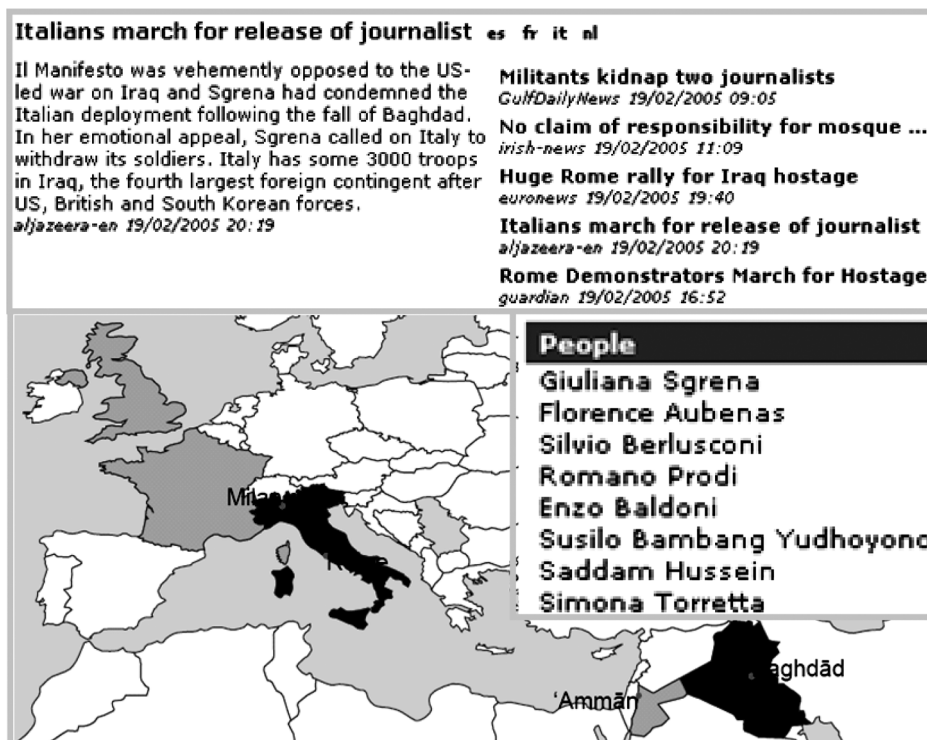 Italians march for release of journalist es fr it nl
Il Manifesto was vehemently opposed to the US-
led war on Iraq and Sgrena had condemned the
Italian deployment following the fall of Baghdad.
In her emotional appeal, Sgrena called on Italy to
withdraw its soldiers. Italy has some 3000 troops
in Iraq, the fourth largest foreign contingent after
US, British and South Korean forces.
aljazeera-en 19/02/2005 20:19
Militants kidnap two journalists
GulfDailyNews 19/02/2005 09:05
No claim of responsibility for mosque ...
irish-news 19/02/2005 11:09
Huge Rome rally for Iraq hostage
euronews 19/02/2005 19:40
Italians march for release of journalist
aljazeera-en 19/02/2005 20:19
Rome Demonstrators March for Hostage
guardian 19/02/2005 16:52
People
Giuliana Sgrena
Florence Aubenas
Silvio Berlusconi
Romano Prodi
Enzo Baldoni
Susilo Bambang Yudhoyono
Saddam Hussein
Simona Torretta
'Ammān